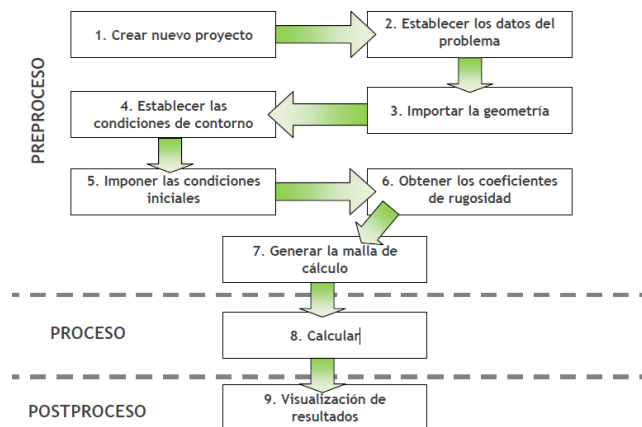 PREPROCESO
1. Crear nuevo proyecto
2. Establecer los datos del
problema
3. Importar la geometría
4. Establecer las
condiciones de contorno
5. Imponer las condiciones
iniciales
6. Obtener los coeficientes
de rugosidad
7. Generar la malla de
cálculo
PROCESO
8. Calcular
POSTPROCESO
9. Visualización de
resultados